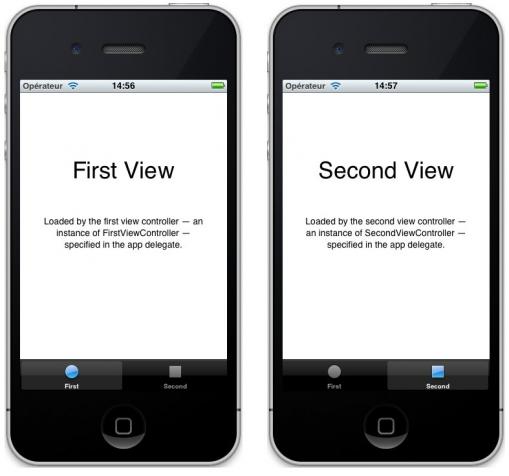 Opérateur 14:56
First View
Loaded by the first view controller — an
instance of FirstViewController —
specified in the app delegate.
First Second
Opérateur 14:57
Second View
Loaded by the second view controller —
an instance of SecondViewController —
specified in the app delegate.
First Second